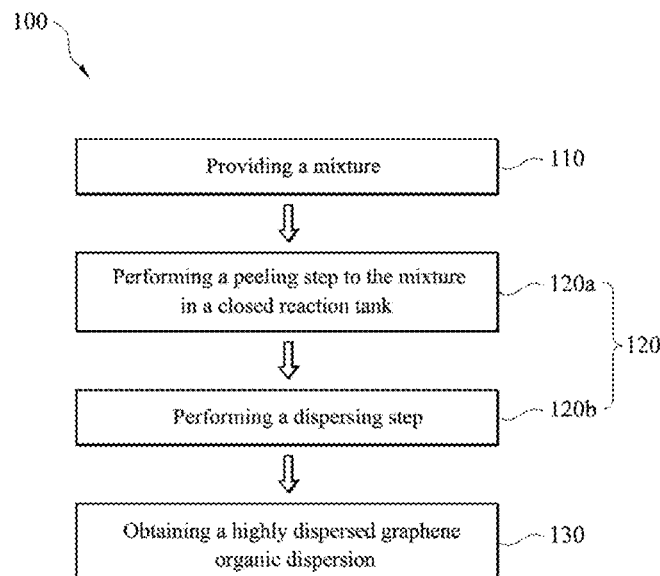 100
Providing a mixture
110
Performing a peeling step to the mixture
in a closed reaction tank
120a
120
Performing a dispersing step
120b
Obtaining a highly dispersed graphene
organic dispersion
130